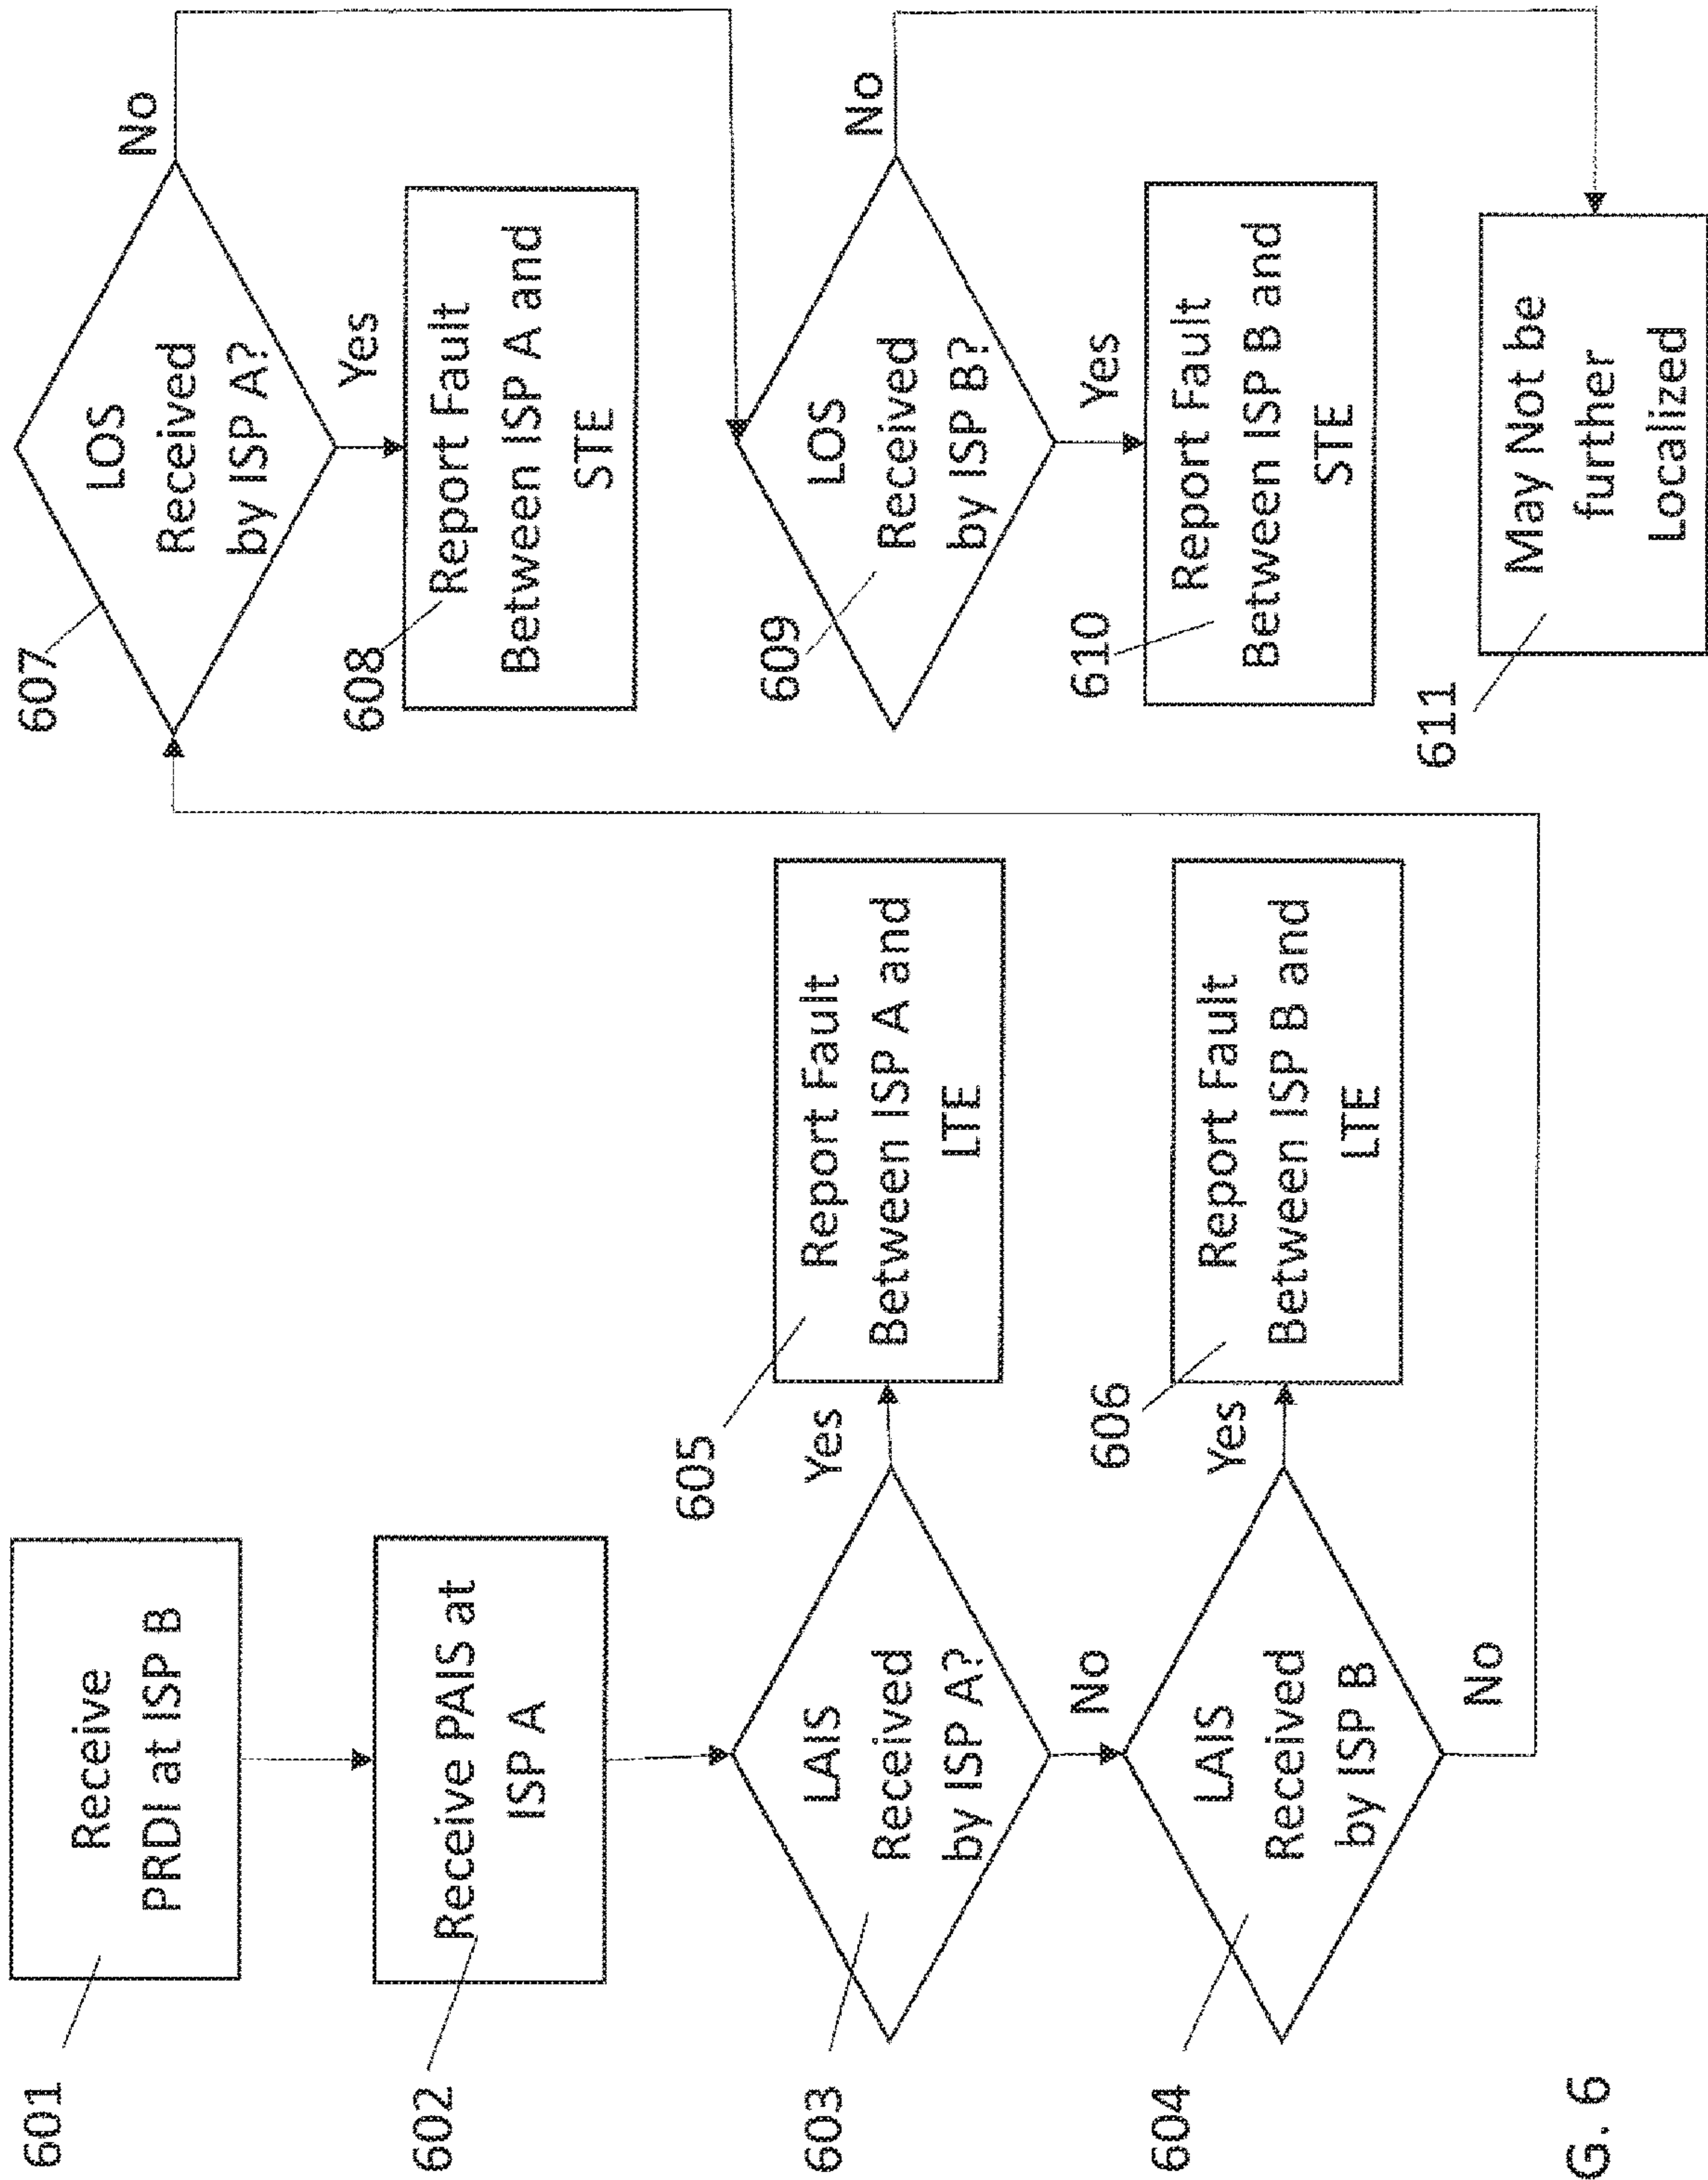 601
Receive
PRDI at ISP B
602
Receive PAIS at
ISP A
603
LAIS
Received
by ISP A?
Yes
No
605
Report Fault
Between ISP A and
LTE
604
LAIS
Received
by ISP B
Yes
No
606
Report Fault
Between ISP B and
LTE
607
LOS
Received
by ISP A?
No
Yes
608
Report Fault
Between ISP A and
STE
609
LOS
Received
by ISP B?
No
Yes
610
Report Fault
Between ISP B and
STE
611
May Not be
further
Localized
G. 6